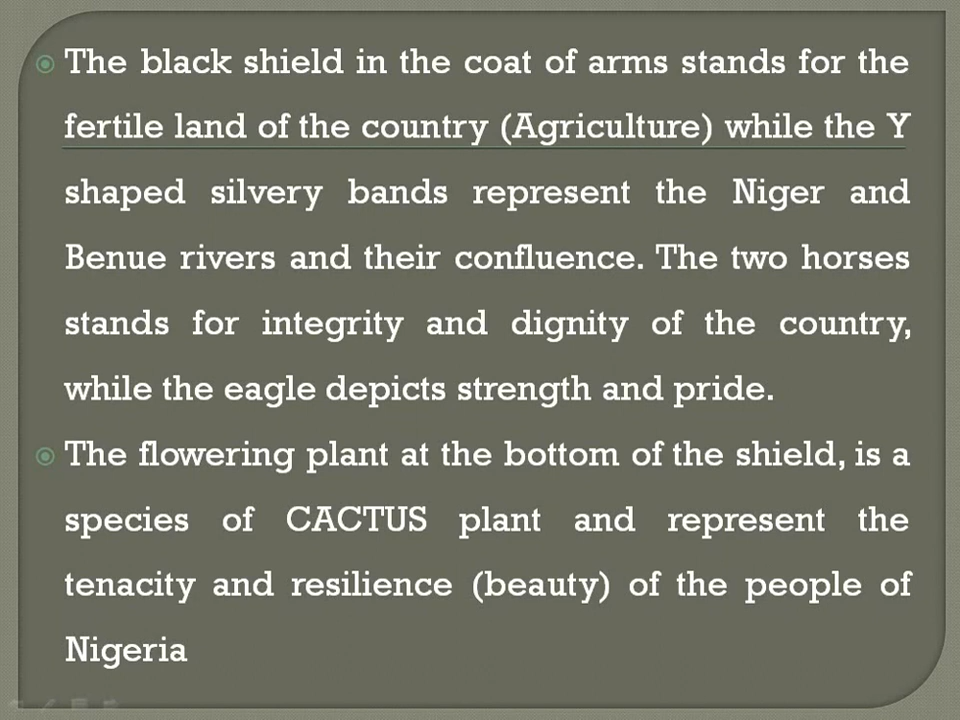 The black shield in the coat of arms stands for the
fertile land of the country (Agriculture) while the Y
shaped silvery bands represent the Niger and
Benue rivers and their confluence. The two horses
stands for integrity and dignity of the country,
while the eagle depicts strength and pride.
The flowering plant at the bottom of the shield, is a
species of CACTUS plant and represent the
tenacity and resilience (beauty) of the people of
Nigeria